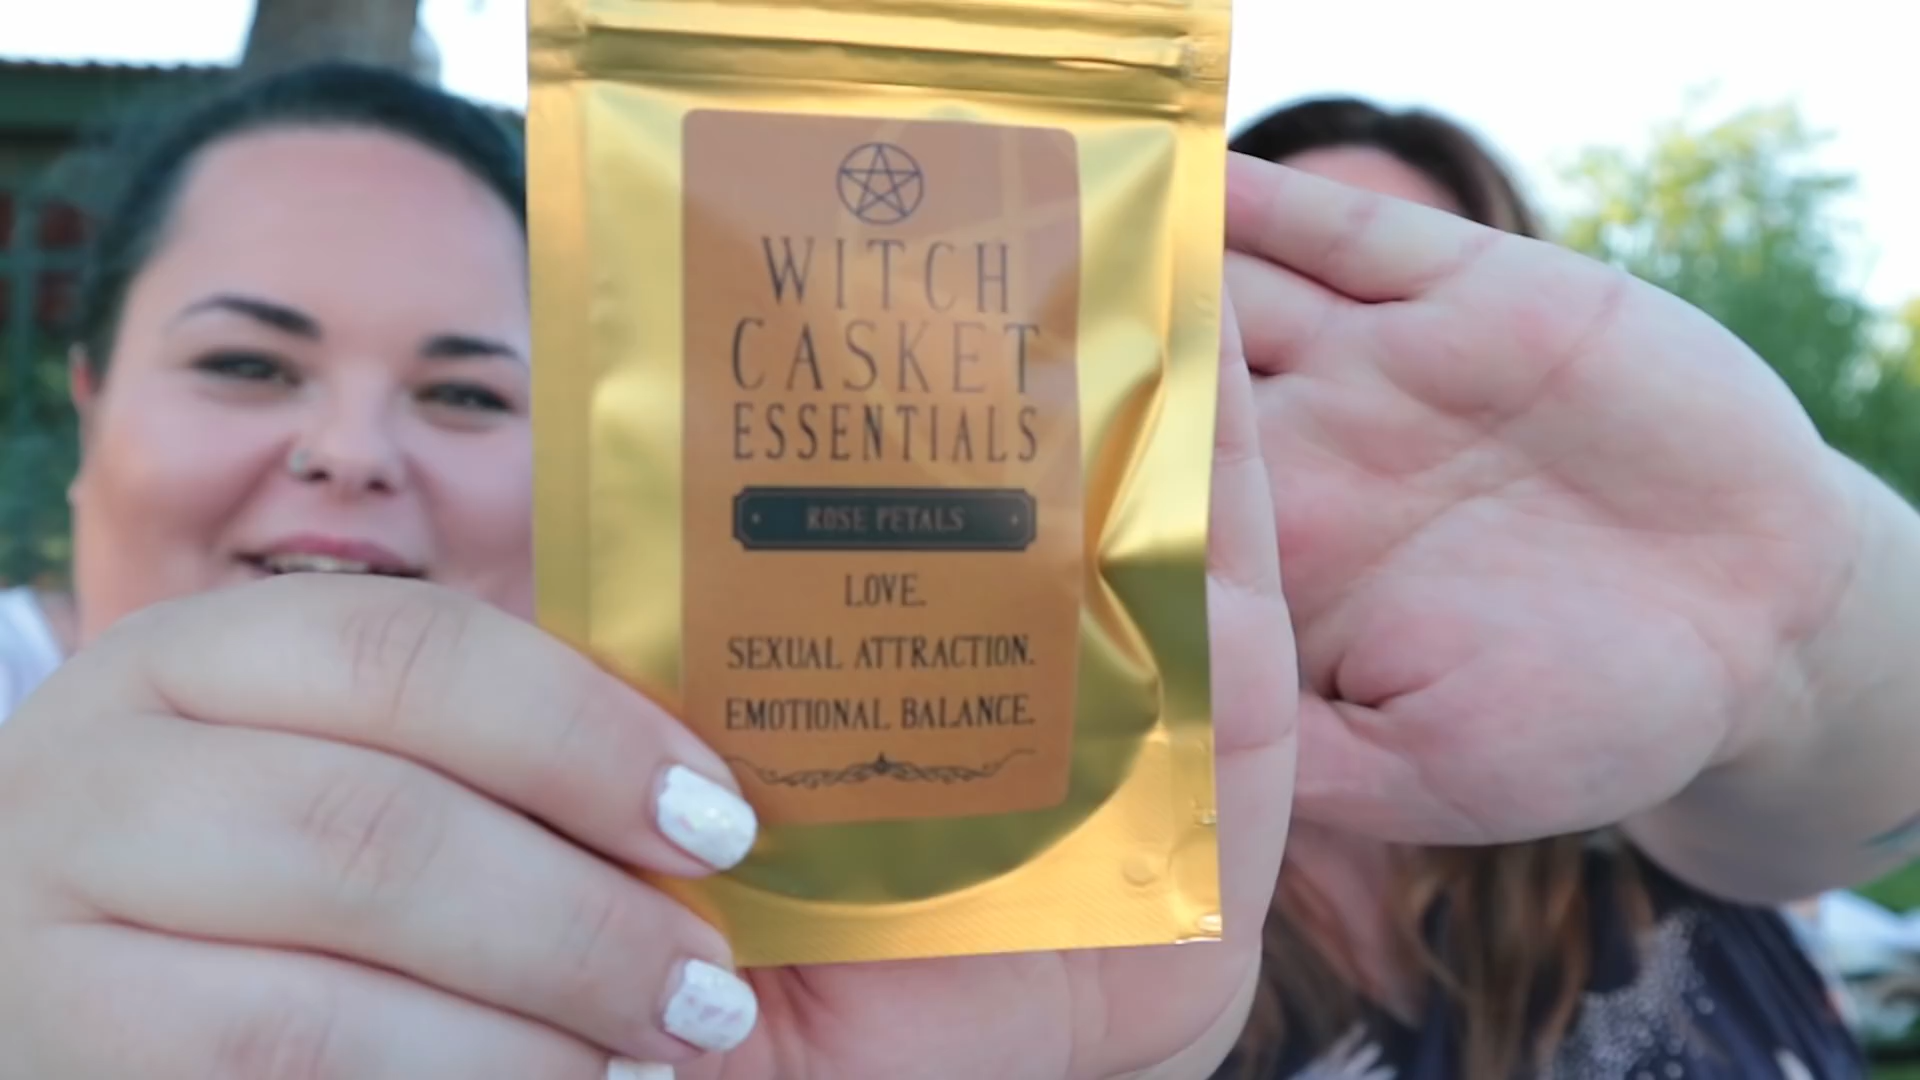 WITCH
CASKET
ESSENTIALS
ROSE PETALS
LOVE.
SEXUAL ATTRACTION.
EMOTIONAL BALANCE.